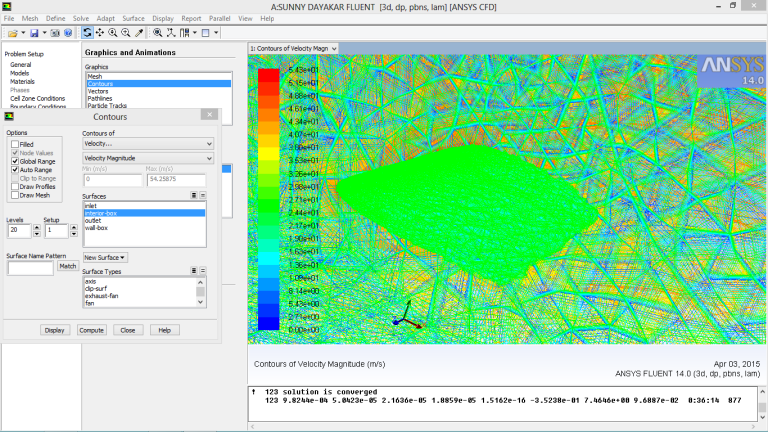 A:SUNNY DAYAKAR FLUENT [3d, dp, pbns, lam] [ANSYS CFD]
File Mesh Define Solve Adapt Surface Display Report Parallel View Help
Problem Setup
General
Models
Materials
Phases
Cell Zone Conditions
Boundary Conditions
Graphics and Animations
Graphics
Mesh
Contours
Vectors
Pathlines
Particle Tracks
Contours
Options
Filled
Node Values
Global Range
Auto Range
Clip to Range
Draw Profiles
Draw Mesh
Contours of
Velocity...
Velocity Magnitude
Min (m/s)
Max (m/s)
0
54.25875
Surfaces
inlet
interior-box
outlet
wall-box
Levels
Setup
20
1
Surface Name Pattern
Match
New Surface
Surface Types
axis
clip-surf
exhaust-fan
fan
Display
Compute
Close
Help
1: Contours of Velocity Magn
5.43e+01
5.15e+01
4.88e+01
4.61e+01
4.34e+01
4.07e+01
3.80e+01
3.53e+01
3.26e+01
2.98e+01
2.71e+01
2.44e+01
2.17e+01
1.90e+01
1.63e+01
1.36e+01
1.09e+01
8.14e+00
5.43e+00
2.71e+00
0.00e+00
ANSYS
14.0
Contours of Velocity Magnitude (m/s)
Apr 03, 2015
ANSYS FLUENT 14.0 (3d, dp, pbns, lam)
! 123 solution is converged
123 9.8244e-04 5.0423e-05 2.1636e-05 1.8859e-05 1.5162e-16 -3.5238e-01 7.4646e+00 9.6887e-02 0:36:14 877